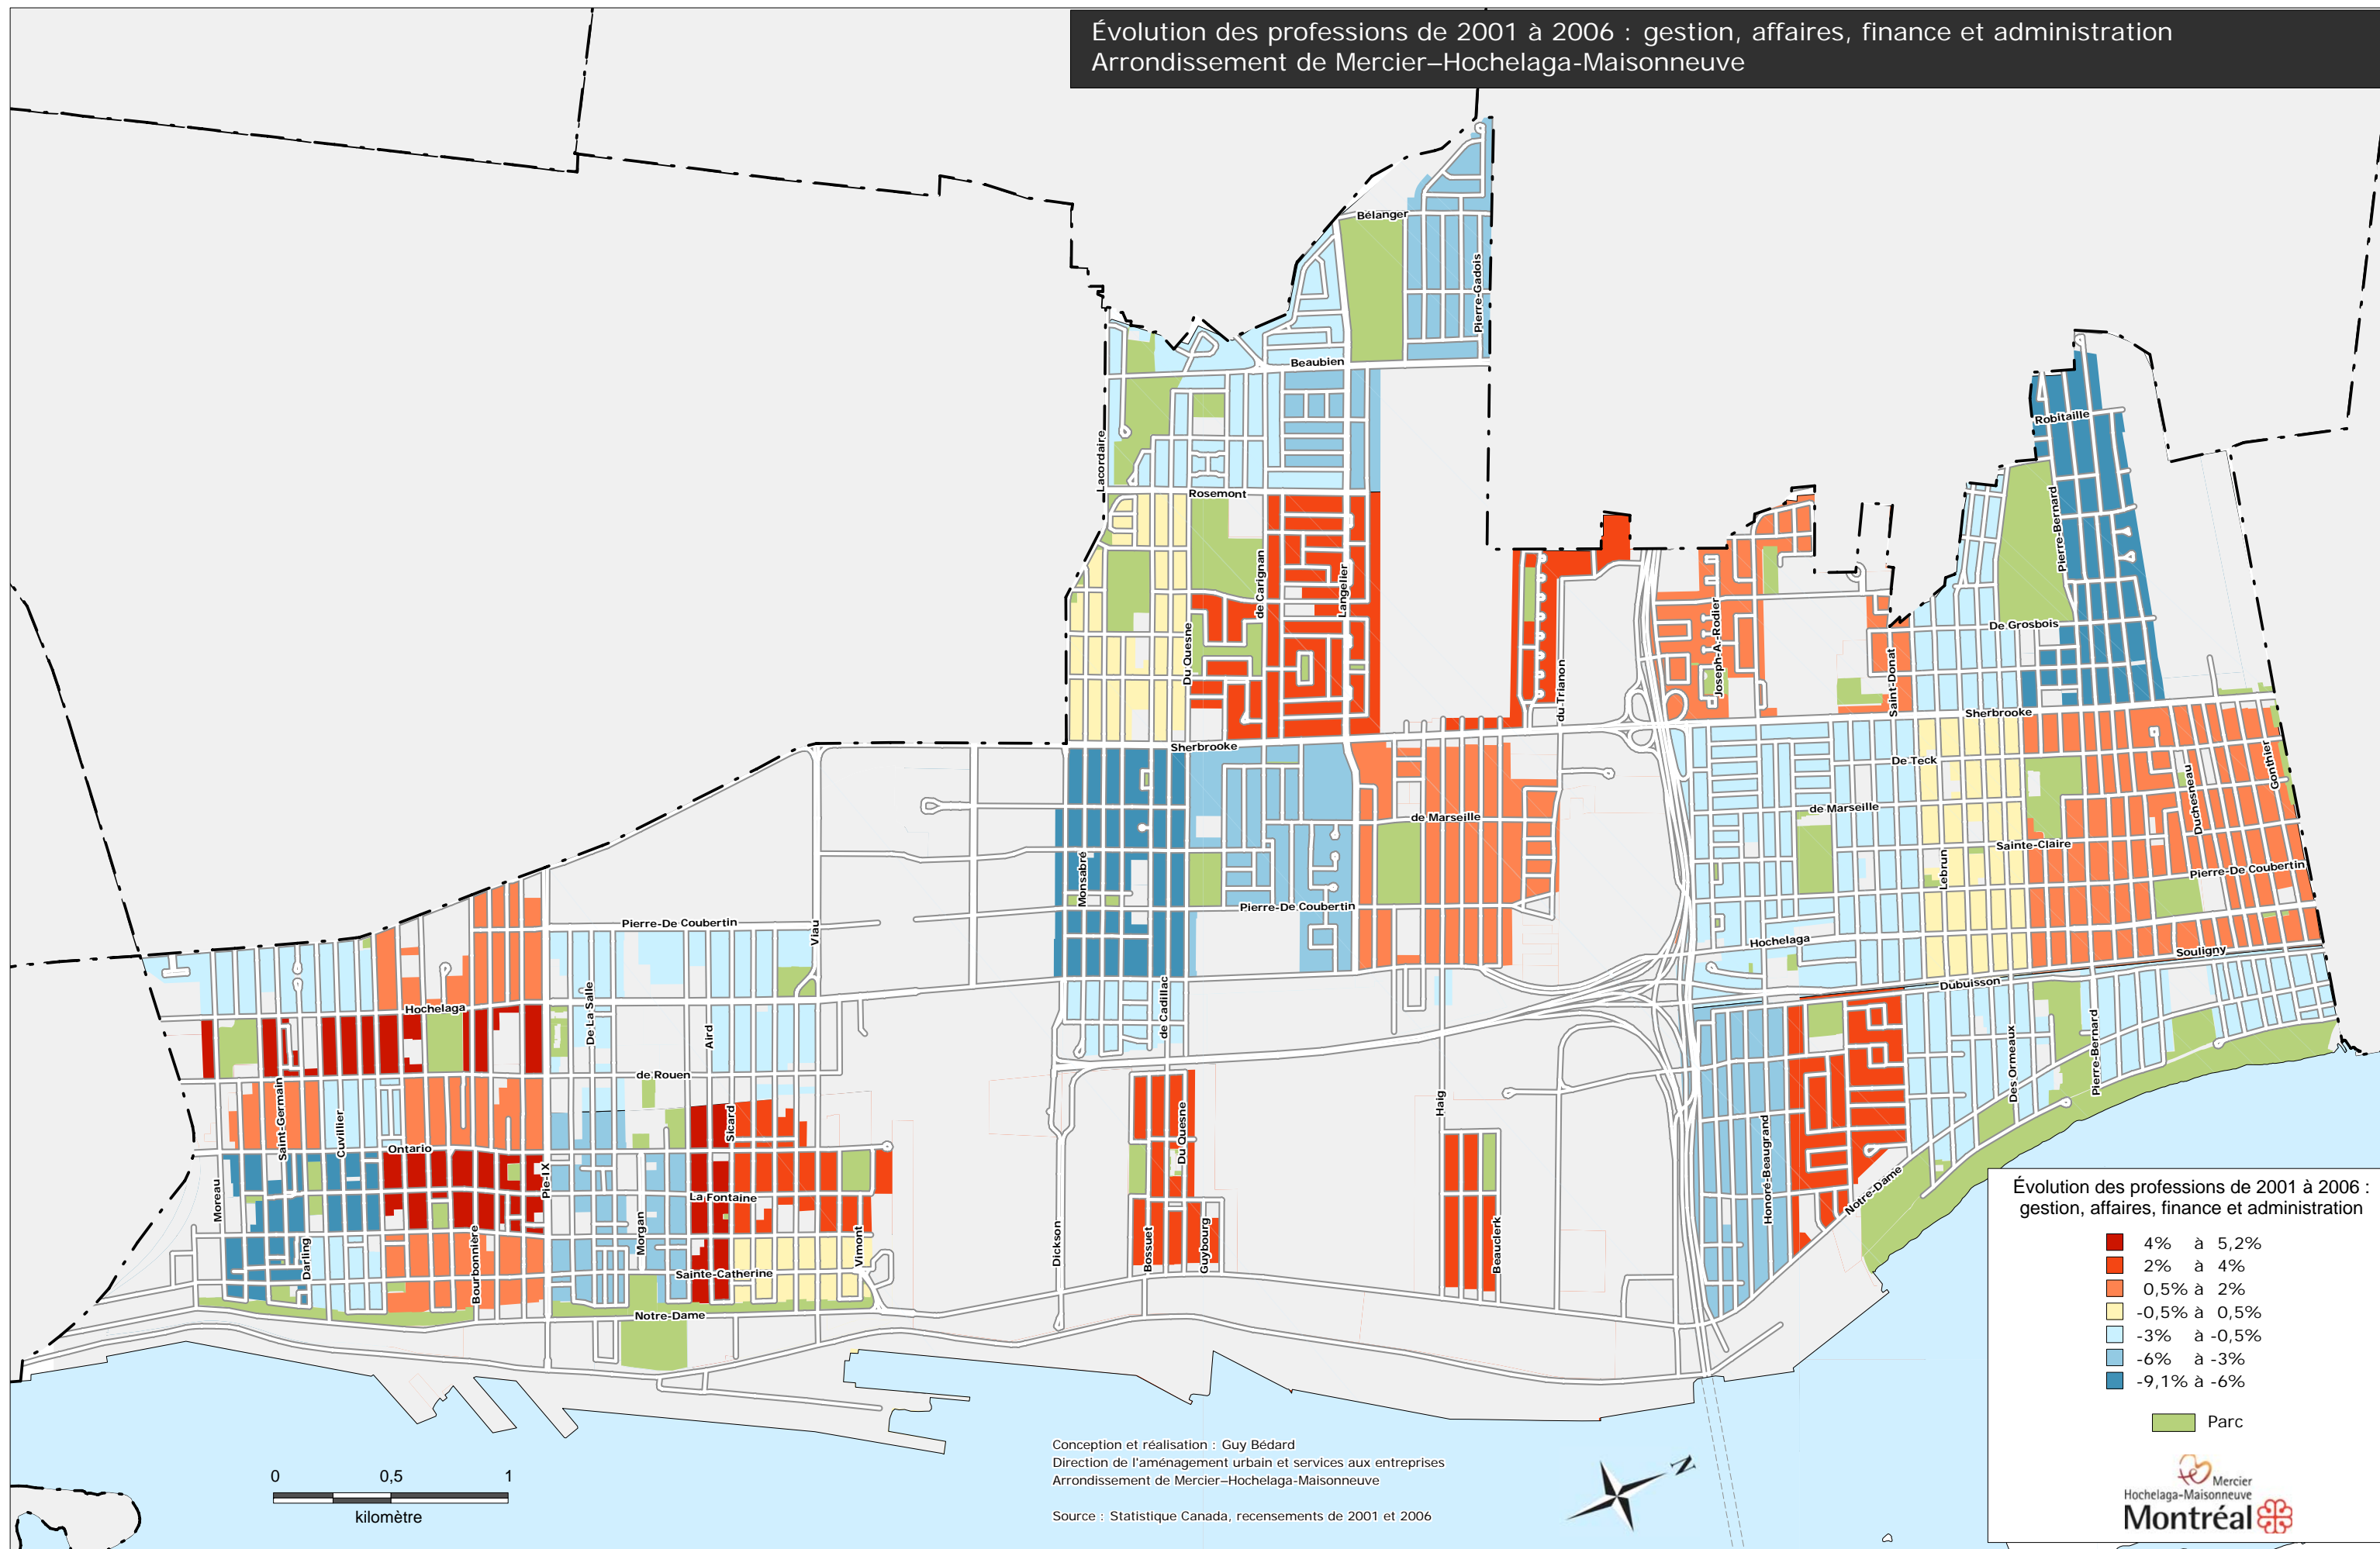 Évolution des professions de 2001 à 2006 : gestion, affaires, finance et administration
Arrondissement de Mercier–Hochelaga-Maisonneuve
Bélanger
Pierre-Gadois
Beaubien
Lacordaire
Rosemont
de Carignan
Langelier
Du Quesne
Sherbrooke
Robitaille
Pierre-Bernard
De Grosbois
Joseph-A.-Rodier
Saint-Donat
du Trianon
Sherbrooke
De Teck
Gonthier
Duchesneau
de Marseille
de Marseille
Sainte-Claire
Lebrun
Pierre-De Coubertin
Monsabré
Pierre-De Coubertin
Pierre-De Coubertin
Viau
Hochelaga
Souligny
Dubuisson
Hochelaga
De La Salle
Aird
de Cadillac
de Rouen
Des Ormeaux
Pierre-Bernard
Saint-Germain
Cuvillier
Ontario
Sicard
Du Quesne
Haig
Honoré-Beaugrand
Notre-Dame
Moreau
Pie-IX
La Fontaine
Darling
Bourbonnière
Morgan
Vimont
Dickson
Bossuet
Guybourg
Beauclerk
Sainte-Catherine
Notre-Dame
Évolution des professions de 2001 à 2006 :
gestion, affaires, finance et administration
4% à 5,2%
2% à 4%
0,5% à 2%
-0,5% à 0,5%
-3% à -0,5%
-6% à -3%
-9,1% à -6%
Parc
Mercier
Hochelaga-Maisonneuve
Montréal
0 0,5 1
kilomètre
Conception et réalisation : Guy Bédard
Direction de l'aménagement urbain et services aux entreprises
Arrondissement de Mercier–Hochelaga-Maisonneuve
Source : Statistique Canada, recensements de 2001 et 2006
N